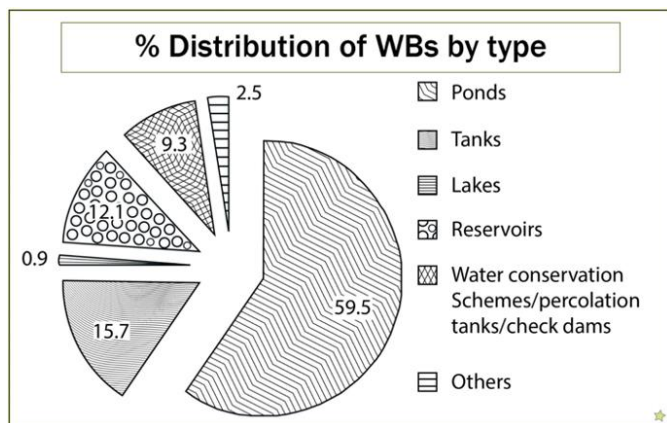 % Distribution of WBs by type
2.5
9.3
12.1
0.9
15.7
59.5
Ponds
Tanks
Lakes
Reservoirs
Water conservation
Schemes/percolation
tanks/check dams
Others